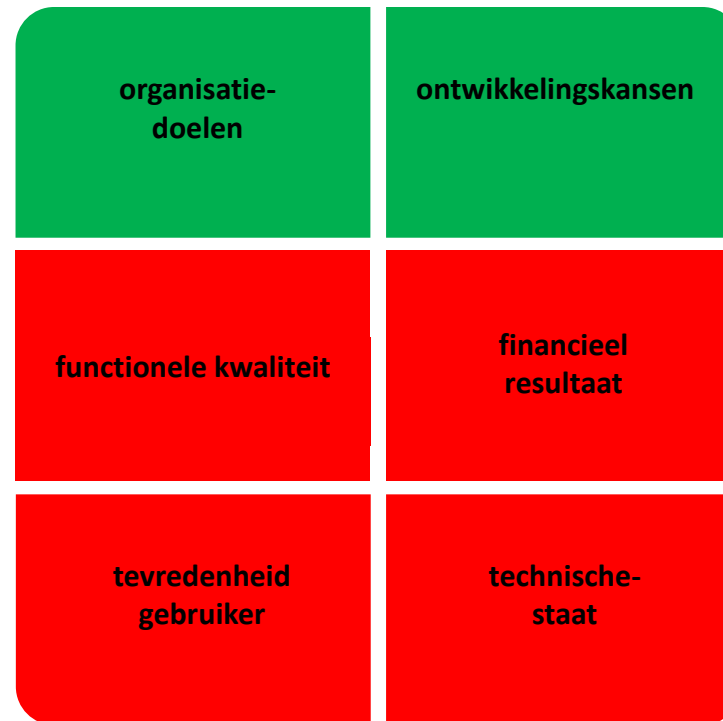 organisatie-
doelen
ontwikkelingskansen
functionele kwaliteit
financieel
resultaat
tevredenheid
gebruiker
technische-
staat